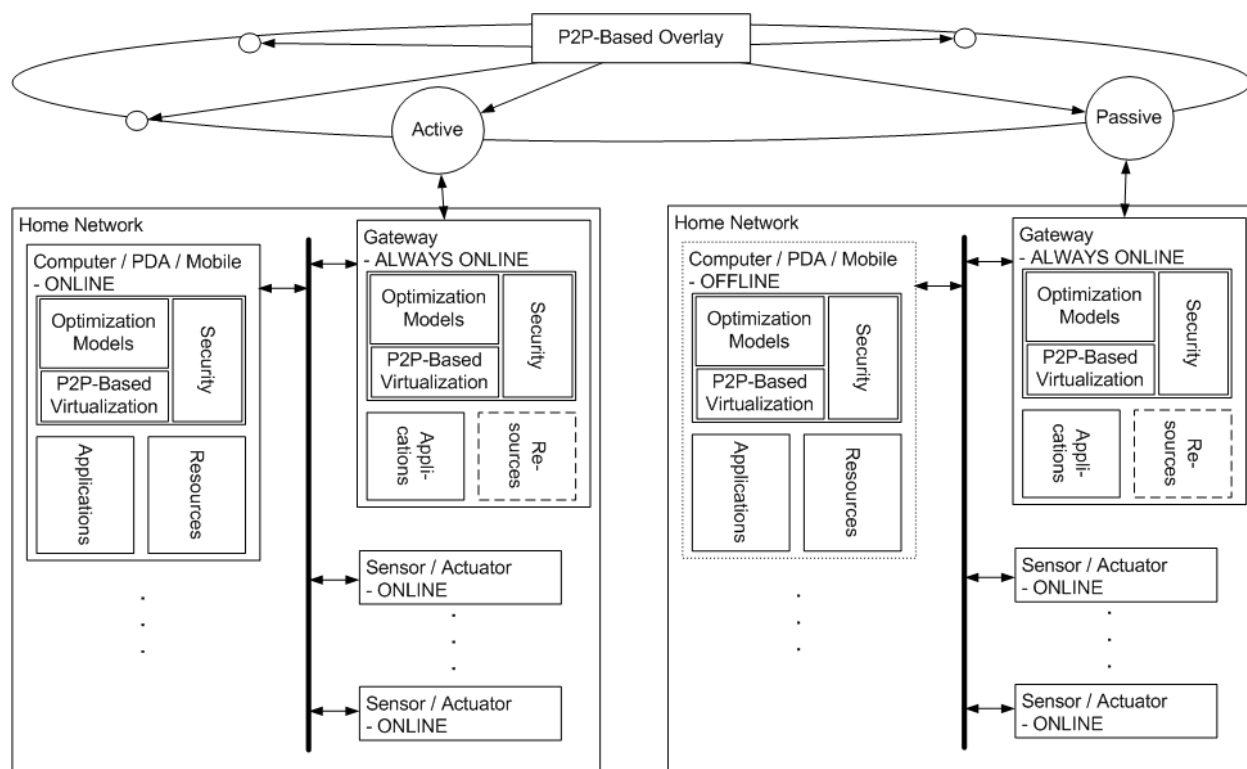 P2P-Based Overlay
Active
Passive
Home Network
Computer / PDA / Mobile
- ONLINE
Optimization
Models
P2P-Based
Virtualization
Security
Applications
Resources
Gateway
- ALWAYS ONLINE
Optimization
Models
P2P-Based
Virtualization
Security
Appli-
cations
Re-
sources
Sensor / Actuator
- ONLINE
Sensor / Actuator
- ONLINE
Home Network
Computer / PDA / Mobile
- OFFLINE
Optimization
Models
P2P-Based
Virtualization
Security
Applications
Resources
Gateway
- ALWAYS ONLINE
Optimization
Models
P2P-Based
Virtualization
Security
Appli-
cations
Re-
sources
Sensor / Actuator
- ONLINE
Sensor / Actuator
- ONLINE